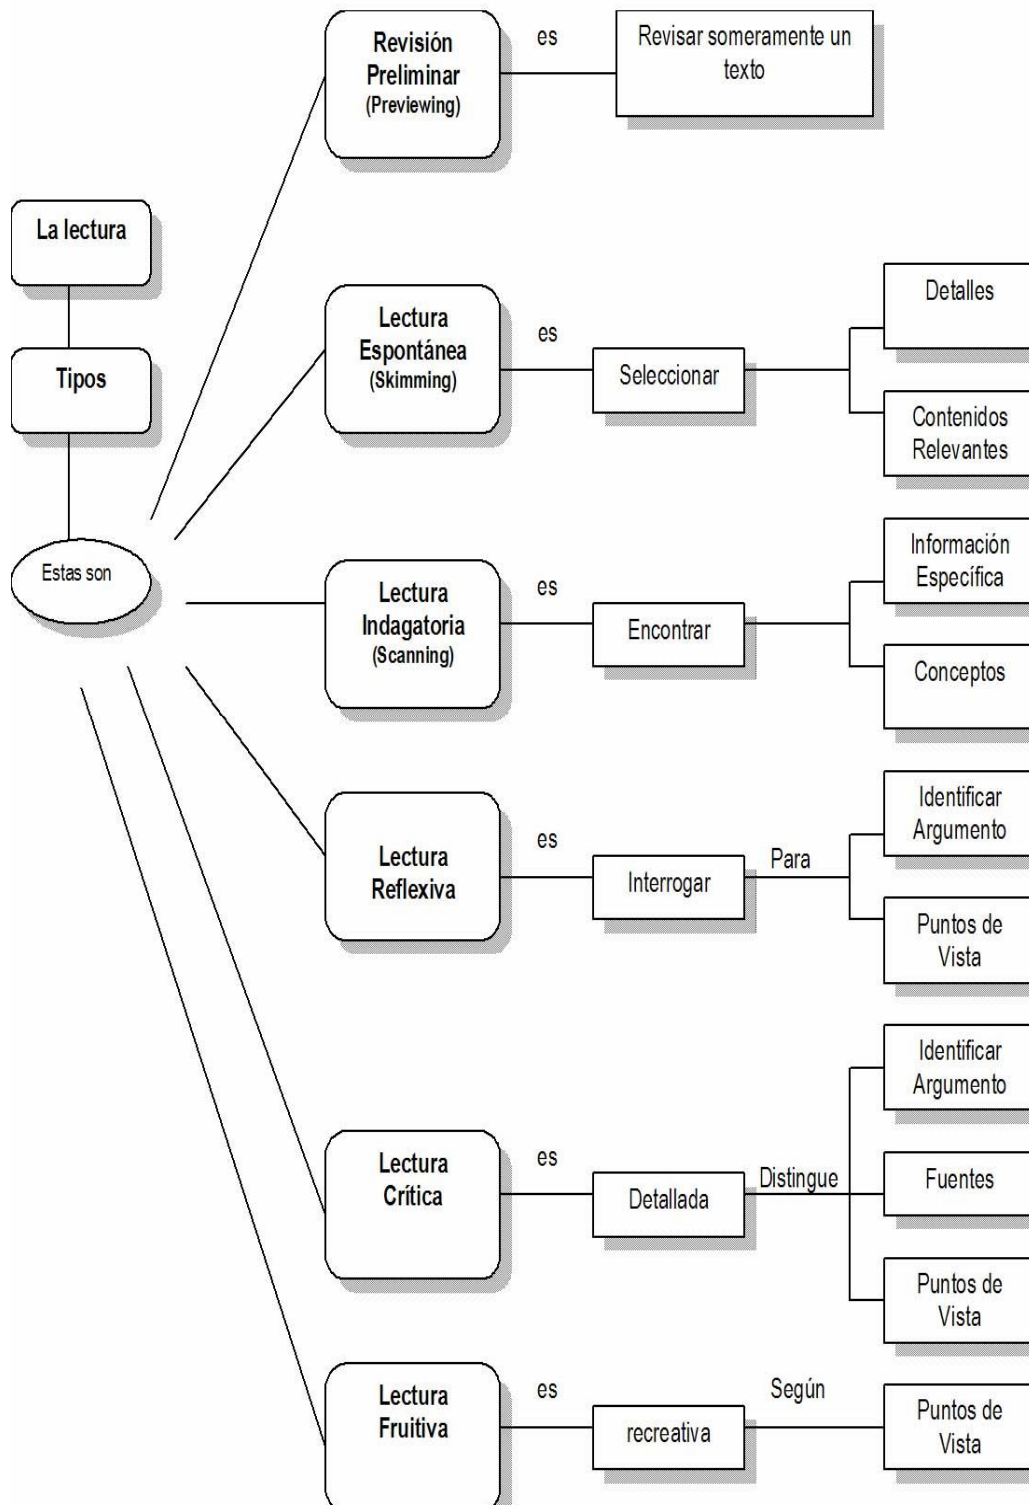 La lectura
Tipos
Estas son
Revisión
Preliminar
(Previewing)
es
Revisar someramente un
texto
Lectura
Espontánea
(Skimming)
es
Seleccionar
Detalles
Contenidos
Relevantes
Lectura
Indagatoria
(Scanning)
es
Encontrar
Información
Específica
Conceptos
Lectura
Reflexiva
es
Interrogar
Para
Identificar
Argumento
Puntos de
Vista
Lectura
Crítica
es
Detallada
Distingue
Identificar
Argumento
Fuentes
Puntos de
Vista
Lectura
Fruitiva
es
recreativa
Según
Puntos de
Vista